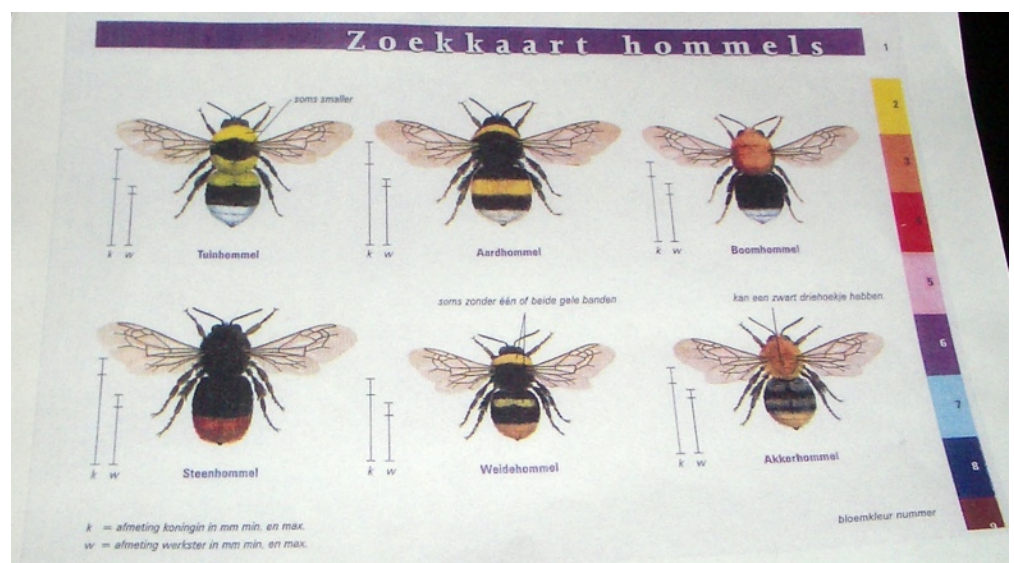 Zoekkaart hommels
1
soms smaller
2
3
4
k w
k w
k w
Tuinhommel
Aardhommel
Boomhommel
5
soms zonder één of beide gele banden
kan een zwart driehoekje hebben
6
7
k w
k w
k w
Steenhommel
Weidehommel
Akkerhommel
8
bloemkleur nummer
9
k = afmeting koningin in mm min. en max.
w = afmeting werkster in mm min. en max.